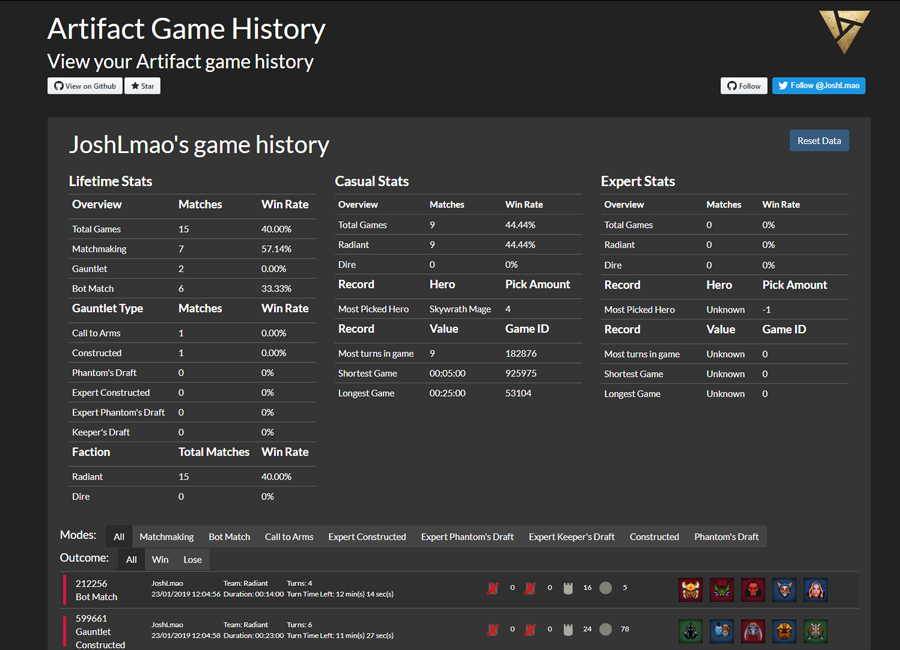 Artifact Game History
View your Artifact game history
View on Github Star
Follow Follow @JoshLmao
JoshLmao's game history
Reset Data
Lifetime Stats
Overview Matches Win Rate
Total Games 15 40.00%
Matchmaking 7 57.14%
Gauntlet 2 0.00%
Bot Match 6 33.33%
Gauntlet Type Matches Win Rate
Call to Arms 1 0.00%
Constructed 1 0.00%
Phantom's Draft 0 0%
Expert Constructed 0 0%
Expert Phantom's Draft 0 0%
Keeper's Draft 0 0%
Faction Total Matches Win Rate
Radiant 15 40.00%
Dire 0 0%
Casual Stats
Overview Matches Win Rate
Total Games 9 44.44%
Radiant 9 44.44%
Dire 0 0%
Record Hero Pick Amount
Most Picked Hero Skywrath Mage 4
Record Value Game ID
Most turns in game 9 182876
Shortest Game 00:05:00 925975
Longest Game 00:25:00 53104
Expert Stats
Overview Matches Win Rate
Total Games 0 0%
Radiant 0 0%
Dire 0 0%
Record Hero Pick Amount
Most Picked Hero Unknown -1
Record Value Game ID
Most turns in game Unknown 0
Shortest Game Unknown 0
Longest Game Unknown 0
Modes: All Matchmaking Bot Match Call to Arms Expert Constructed Expert Phantom's Draft Expert Keeper's Draft Constructed Phantom's Draft
Outcome: All Win Lose
212256
Bot Match
JoshLmao Team: Radiant Turns: 4
23/01/2019 12:04:56 Duration: 00:14:00 Turn Time Left: 12 min(s) 14 sec(s)
0 0 16 5
599661
Gauntlet
Constructed
JoshLmao Team: Radiant Turns: 6
23/01/2019 12:04:58 Duration: 00:23:00 Turn Time Left: 11 min(s) 27 sec(s)
0 0 24 78